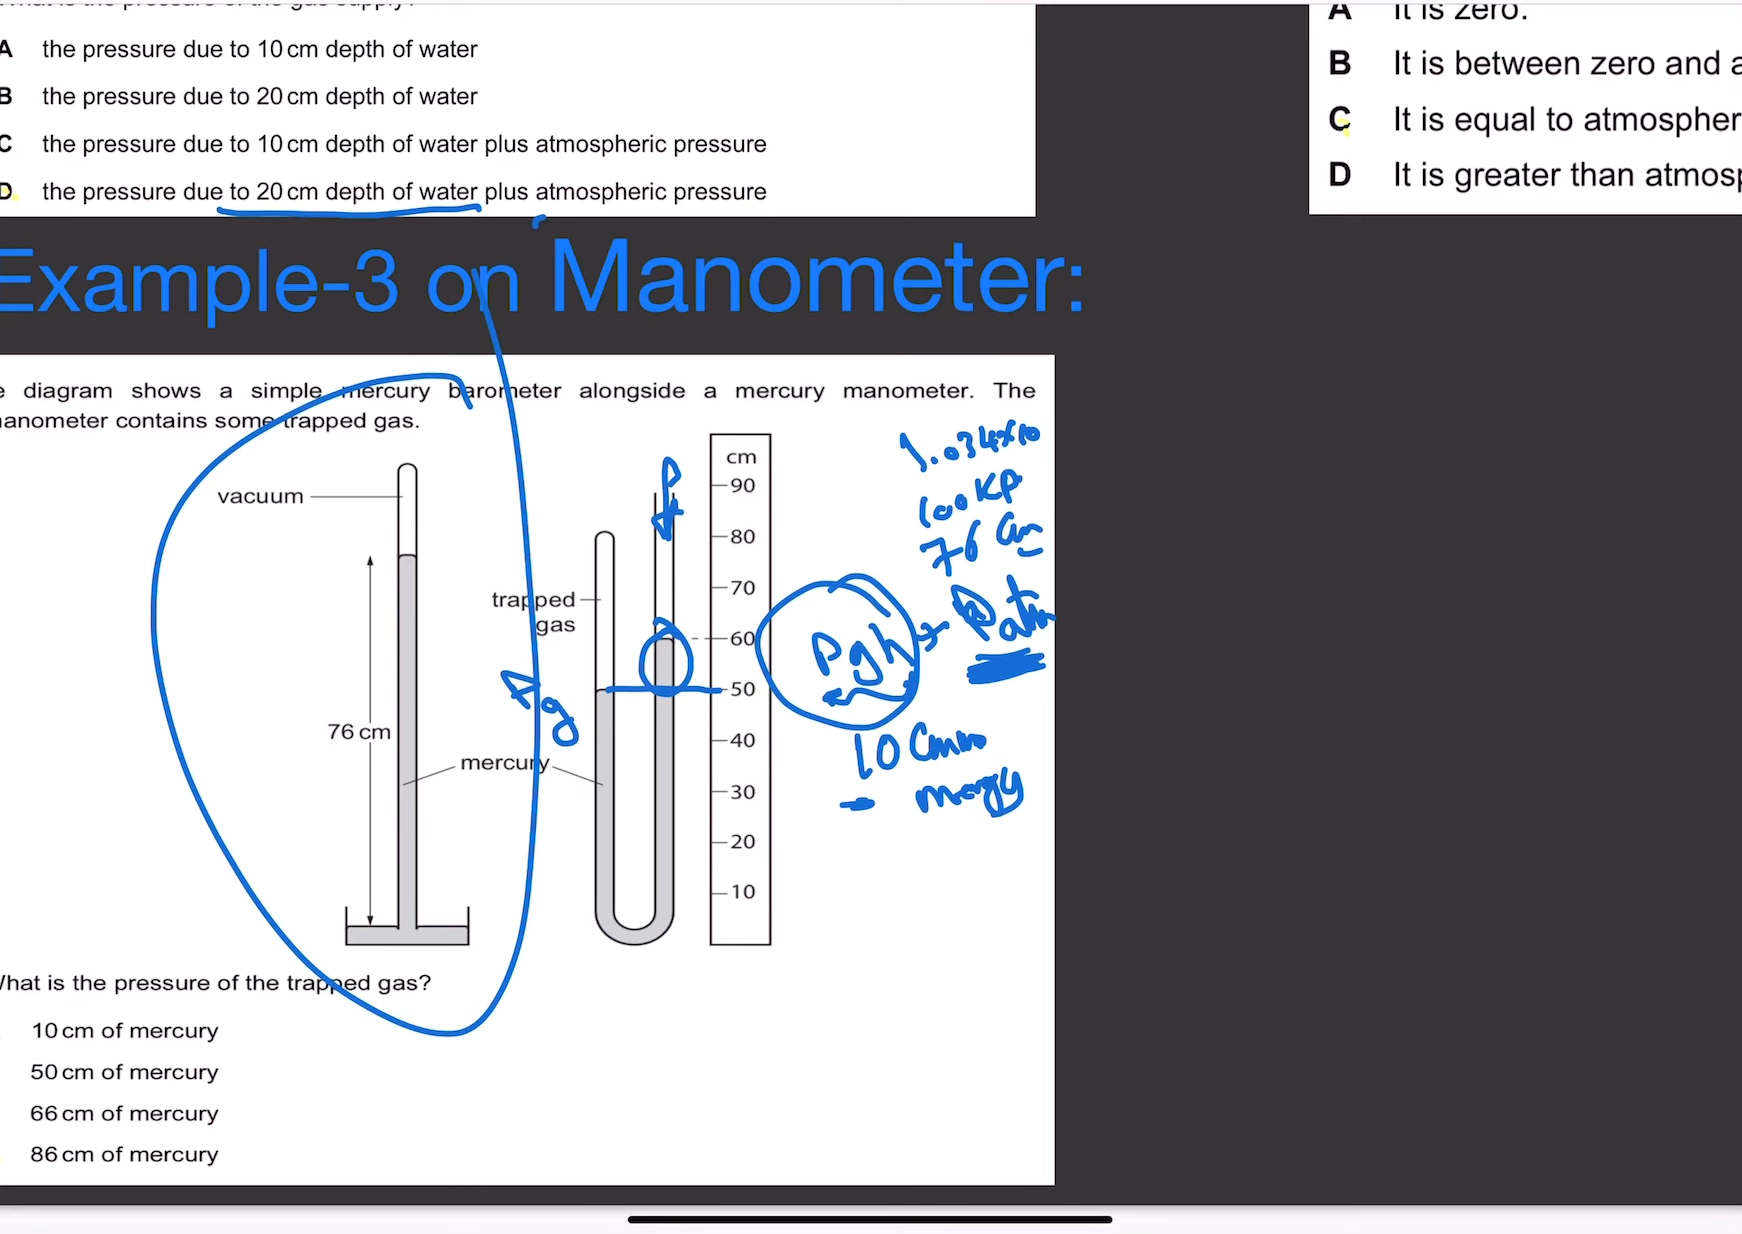 A the pressure due to 10 cm depth of water
B the pressure due to 20 cm depth of water
C the pressure due to 10 cm depth of water plus atmospheric pressure
D the pressure due to 20 cm depth of water plus atmospheric pressure
A It is zero.
B It is between zero and a
C It is equal to atmospher
D It is greater than atmosp
Example-3 on Manometer:
diagram shows a simple mercury barometer alongside a mercury manometer. The
anometer contains some trapped gas.
vacuum
76 cm
mercury
trapped
gas
cm
90
80
70
60
50
40
30
20
10
P
Pg
1.034x10
100 KP
76 cm
Pgh + Patm
10 Cm
hat is the pressure of the trapped gas?
10 cm of mercury
50 cm of mercury
66 cm of mercury
86 cm of mercury